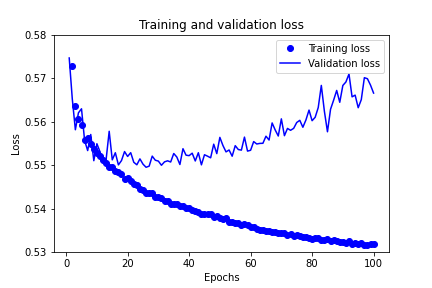 Training and validation loss
0.58
0.57
0.56
0.55
0.54
0.53
Loss
Training loss
Validation loss
0
20
40
60
80
100
Epochs